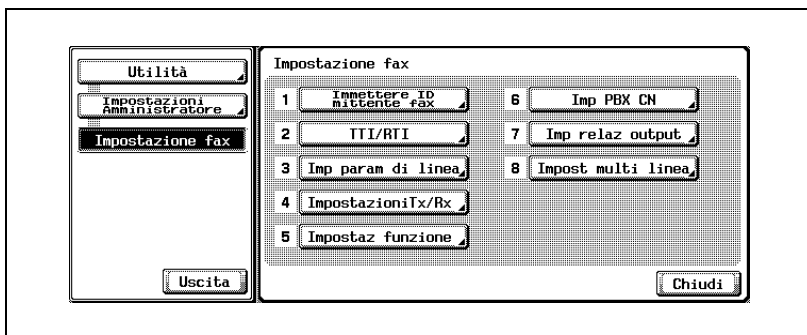 Utilità
Impostazioni
Amministratore
Impostazione fax
Uscita
Impostazione fax
1 Immettere ID
mittente fax
2 TTI/RTI
3 Imp param di linea
4 ImpostazioniTx/Rx
5 Impostaz funzione
6 Imp PBX CN
7 Imp relaz output
8 Impost multi linea
Chiudi